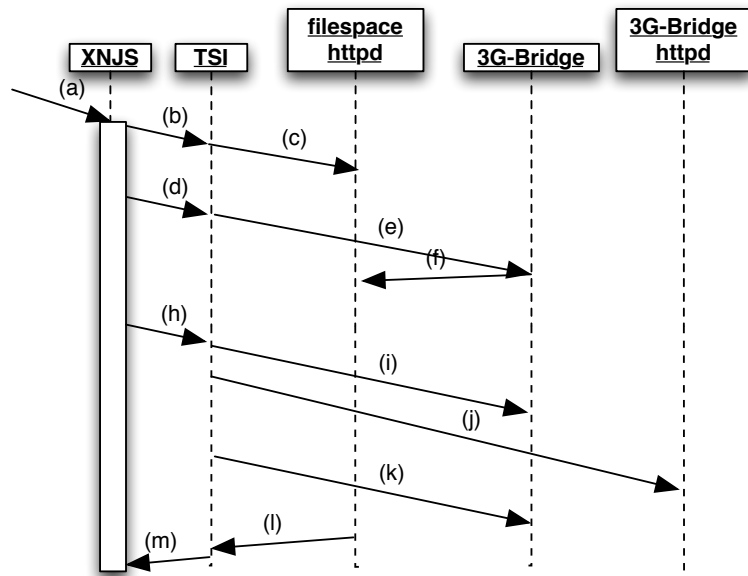 filespace
httpd
3G-Bridge
httpd
XNJS
TSI
3G-Bridge
(a)
(b)
(c)
(d)
(e)
(f)
(h)
(i)
(j)
(k)
(l)
(m)